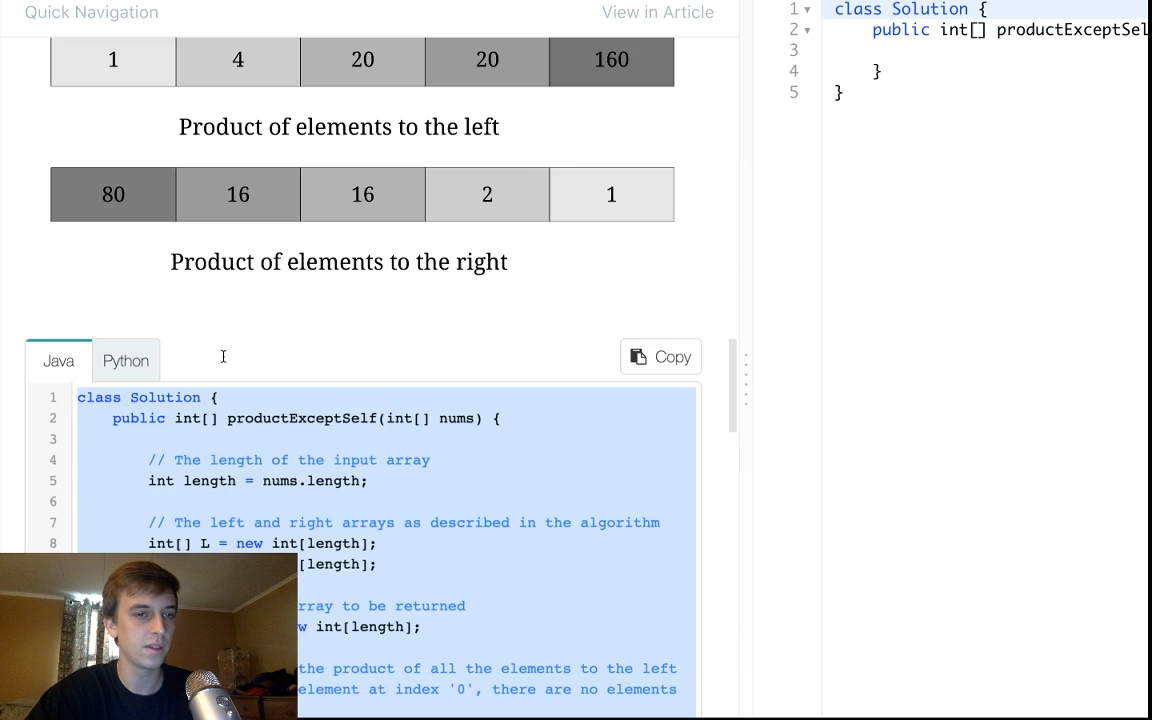 Quick Navigation
View in Article
1 4 20 20 160
Product of elements to the left
80 16 16 2 1
Product of elements to the right
Java Python
Copy
1 class Solution {
2 public int[] productExceptSelf(int[] nums) {
3
4 // The length of the input array
5 int length = nums.length;
6
7 // The left and right arrays as described in the algorithm
8 int[] L = new int[length];
[length];
rray to be returned
w int[length];
the product of all the elements to the left
element at index '0', there are no elements
1 class Solution {
2 public int[] productExceptSel
3
4 }
5 }